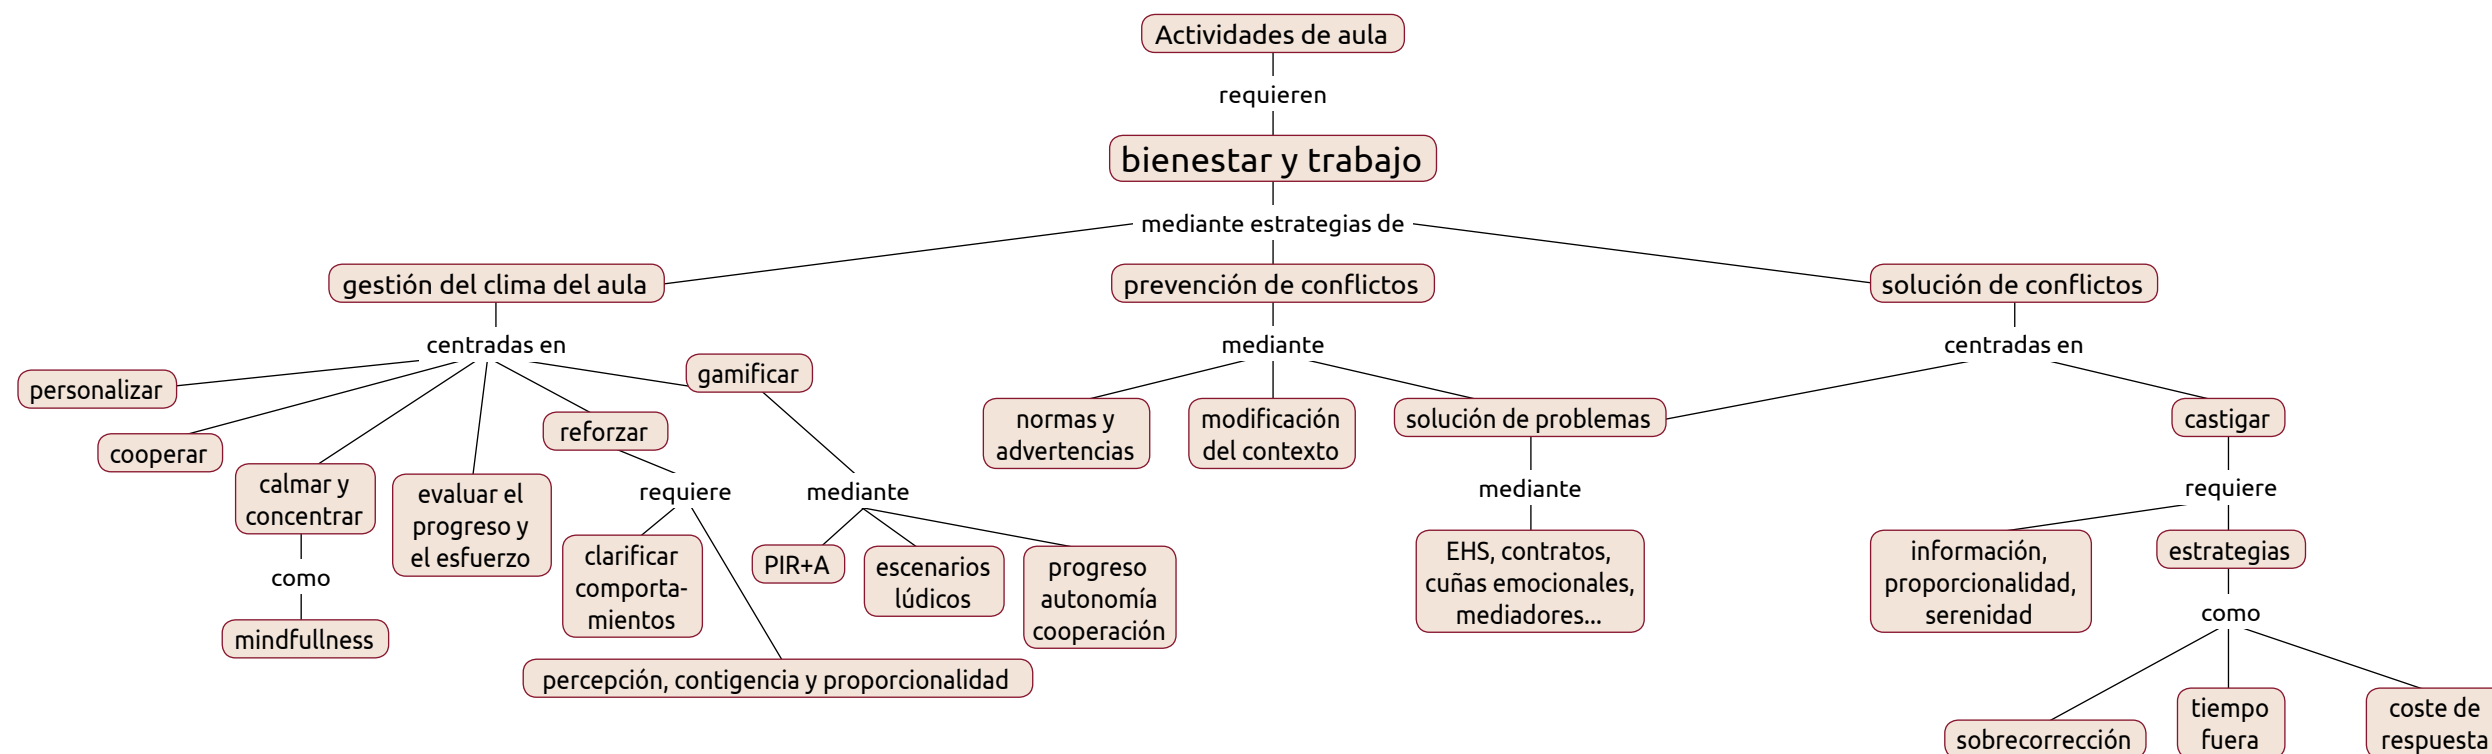 Actividades de aula
requieren
bienestar y trabajo
mediante estrategias de
gestión del clima del aula
prevención de conflictos
solución de conflictos
centradas en
mediante
centradas en
personalizar
cooperar
calmar y
concentrar
como
mindfullness
evaluar el
progreso y
el esfuerzo
reforzar
requiere
clarificar
comporta-
mientos
percepción, contigencia y proporcionalidad
gamificar
mediante
PIR+A
escenarios
lúdicos
progreso
autonomía
cooperación
normas y
advertencias
modificación
del contexto
solución de problemas
mediante
EHS, contratos,
cuñas emocionales,
mediadores...
castigar
requiere
información,
proporcionalidad,
serenidad
estrategias
como
sobrecorrección
tiempo
fuera
coste de
respuesta